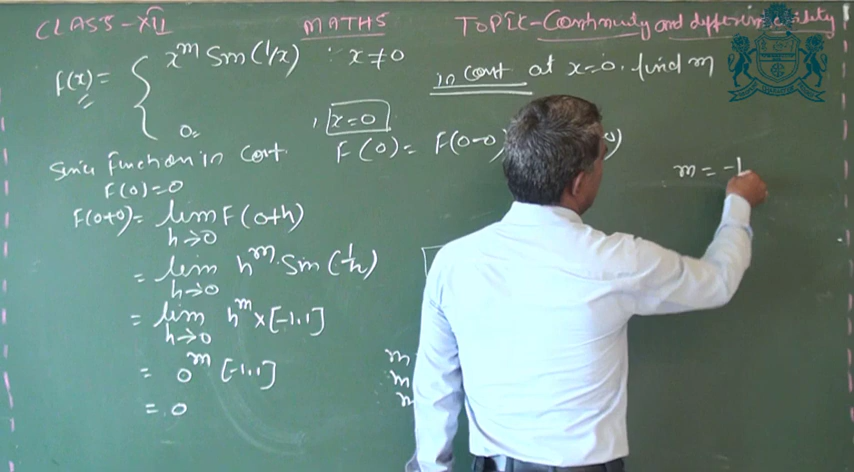 CLASS-XII MATHS TOPIC-Continuity and differentiability
F(x) = { x^m Sin(1/x) : x≠0 in cont at x=0. find m
0 , x=0
Since Function in cont. F(0) = F(0-0)
F(0)=0 m = -1
F(0+0) = lim F(0+h)
h→0
= lim h^m. Sin(1/h)
h→0
= lim h^m x[-1,1]
h→0
= 0^m [-1,1]
= 0
m
m
m